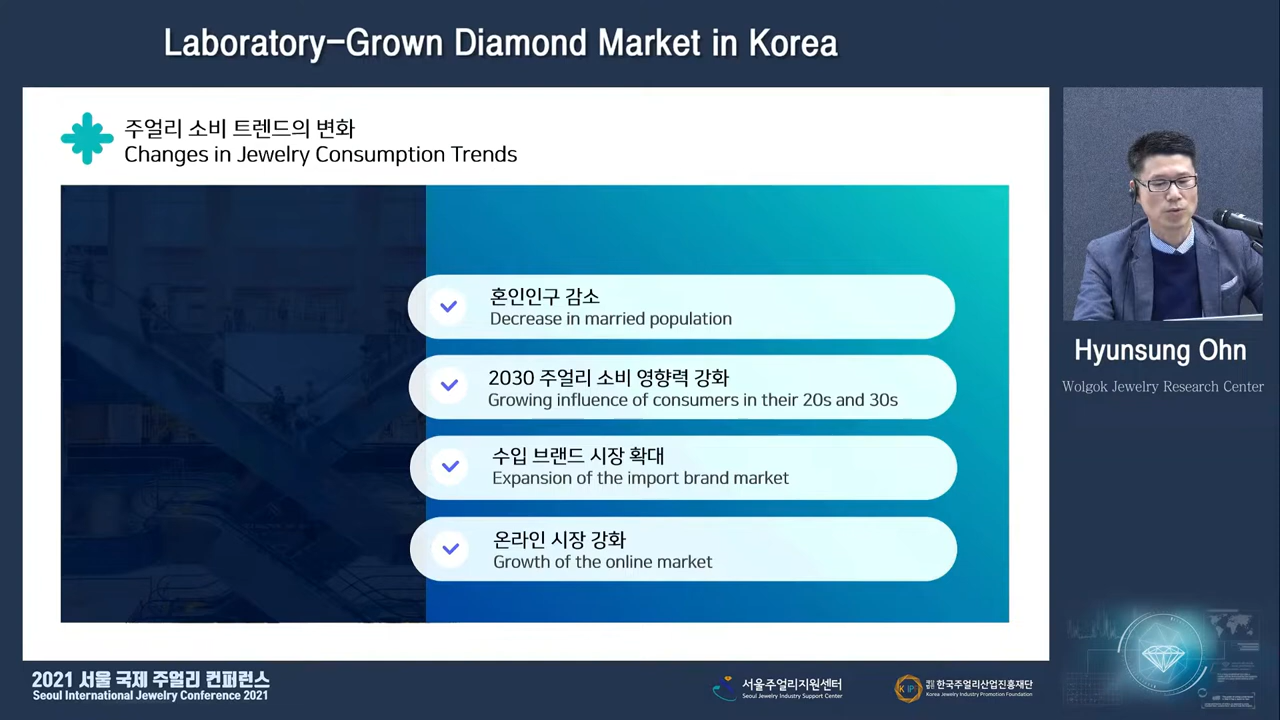 Laboratory-Grown Diamond Market in Korea
주얼리 소비 트렌드의 변화
Changes in Jewelry Consumption Trends
혼인인구 감소
Decrease in married population
2030 주얼리 소비 영향력 강화
Growing influence of consumers in their 20s and 30s
수입 브랜드 시장 확대
Expansion of the import brand market
온라인 시장 강화
Growth of the online market
Hyunsung Ohn
Wolgok Jewelry Research Center
2021 서울 국제 주얼리 컨퍼런스
Seoul International Jewelry Conference 2021
서울주얼리지원센터
Seoul Jewelry Industry Support Center
재단법인 한국주얼리산업진흥재단
Korea Jewelry Industry Promotion Foundation